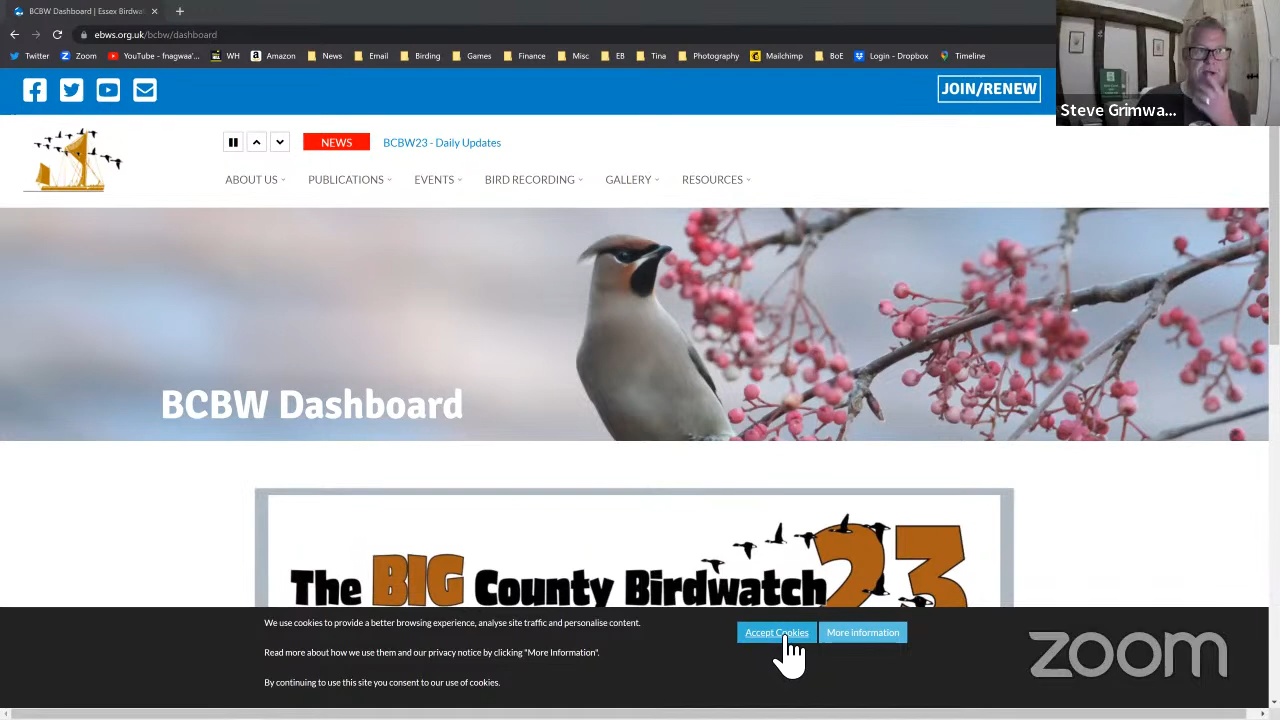 BCBW Dashboard | Essex Birdwa
ebws.org.uk/bcbw/dashboard
Twitter Zoom YouTube - fnagwaa'... WH Amazon News Email Birding Games Finance Misc EB Tina Photography Mailchimp BoE Login - Dropbox Timeline
JOIN/RENEW
Steve Grimwa...
NEWS BCBW23 - Daily Updates
ABOUT US PUBLICATIONS EVENTS BIRD RECORDING GALLERY RESOURCES
BCBW Dashboard
The BIG County Birdwatch 23
We use cookies to provide a better browsing experience, analyse site traffic and personalise content.
Read more about how we use them and our privacy notice by clicking "More Information".
By continuing to use this site you consent to our use of cookies.
Accept Cookies More Information
zoom